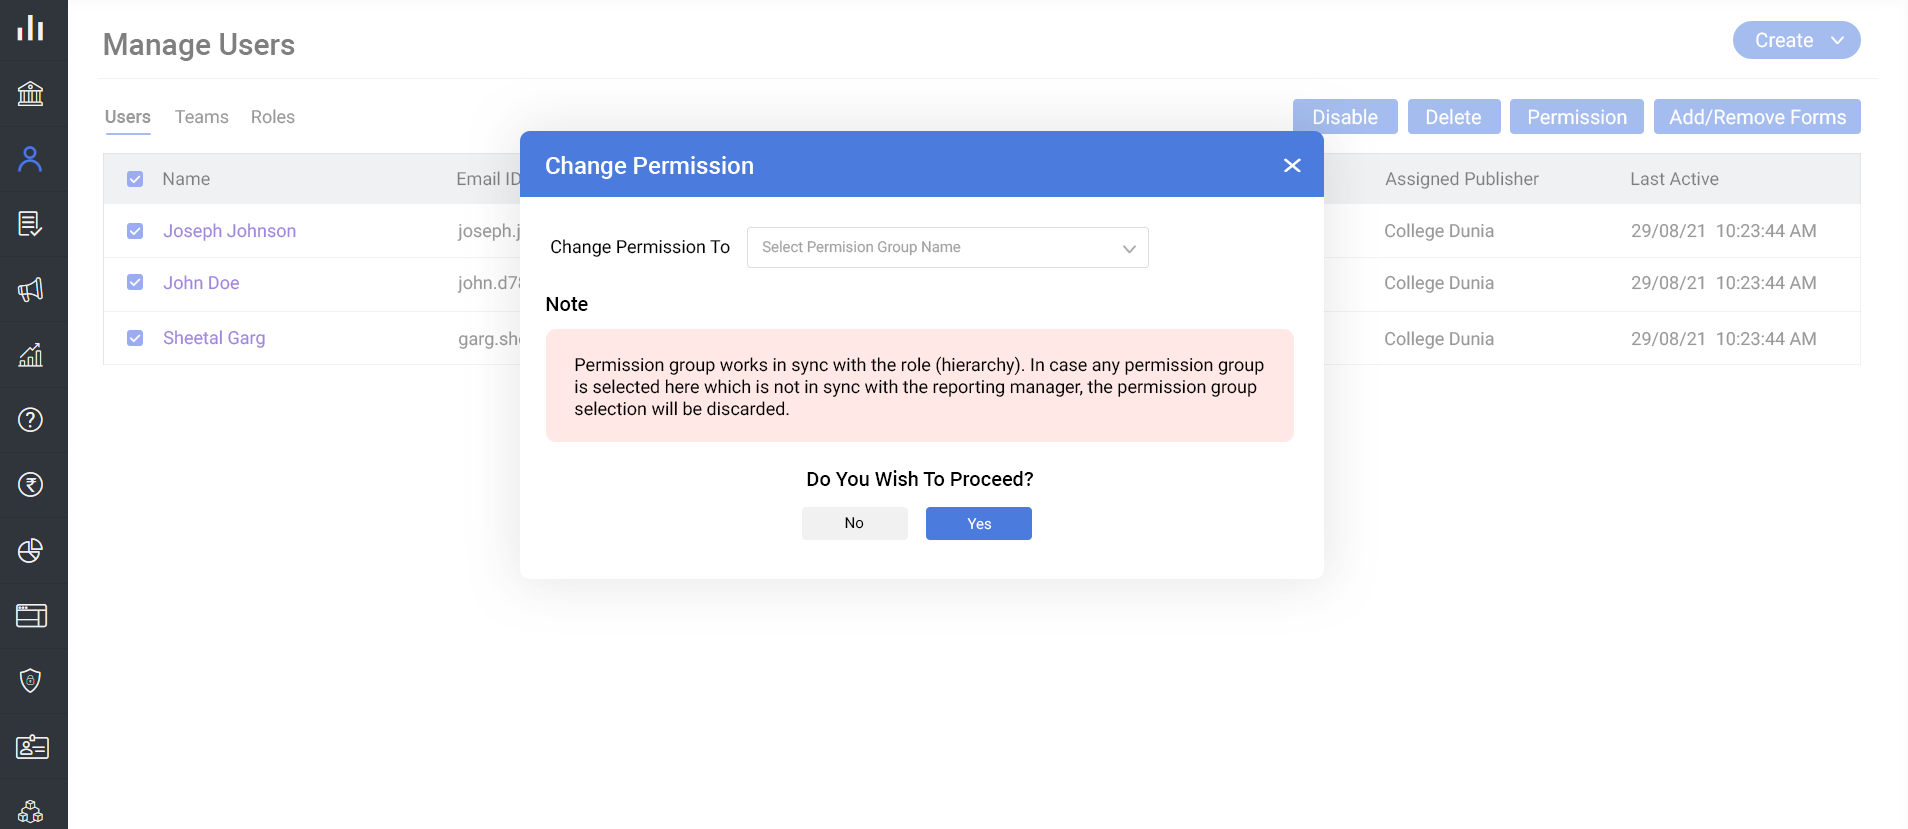 Manage Users
Create
Users Teams Roles
Disable Delete Permission Add/Remove Forms
Change Permission
Name Email ID Assigned Publisher Last Active
Joseph Johnson joseph.j College Dunia 29/08/21 10:23:44 AM
Change Permission To Select Permision Group Name
John Doe john.d78 College Dunia 29/08/21 10:23:44 AM
Note
Sheetal Garg garg.she College Dunia 29/08/21 10:23:44 AM
Permission group works in sync with the role (hierarchy). In case any permission group
is selected here which is not in sync with the reporting manager, the permission group
selection will be discarded.
Do You Wish To Proceed?
No Yes